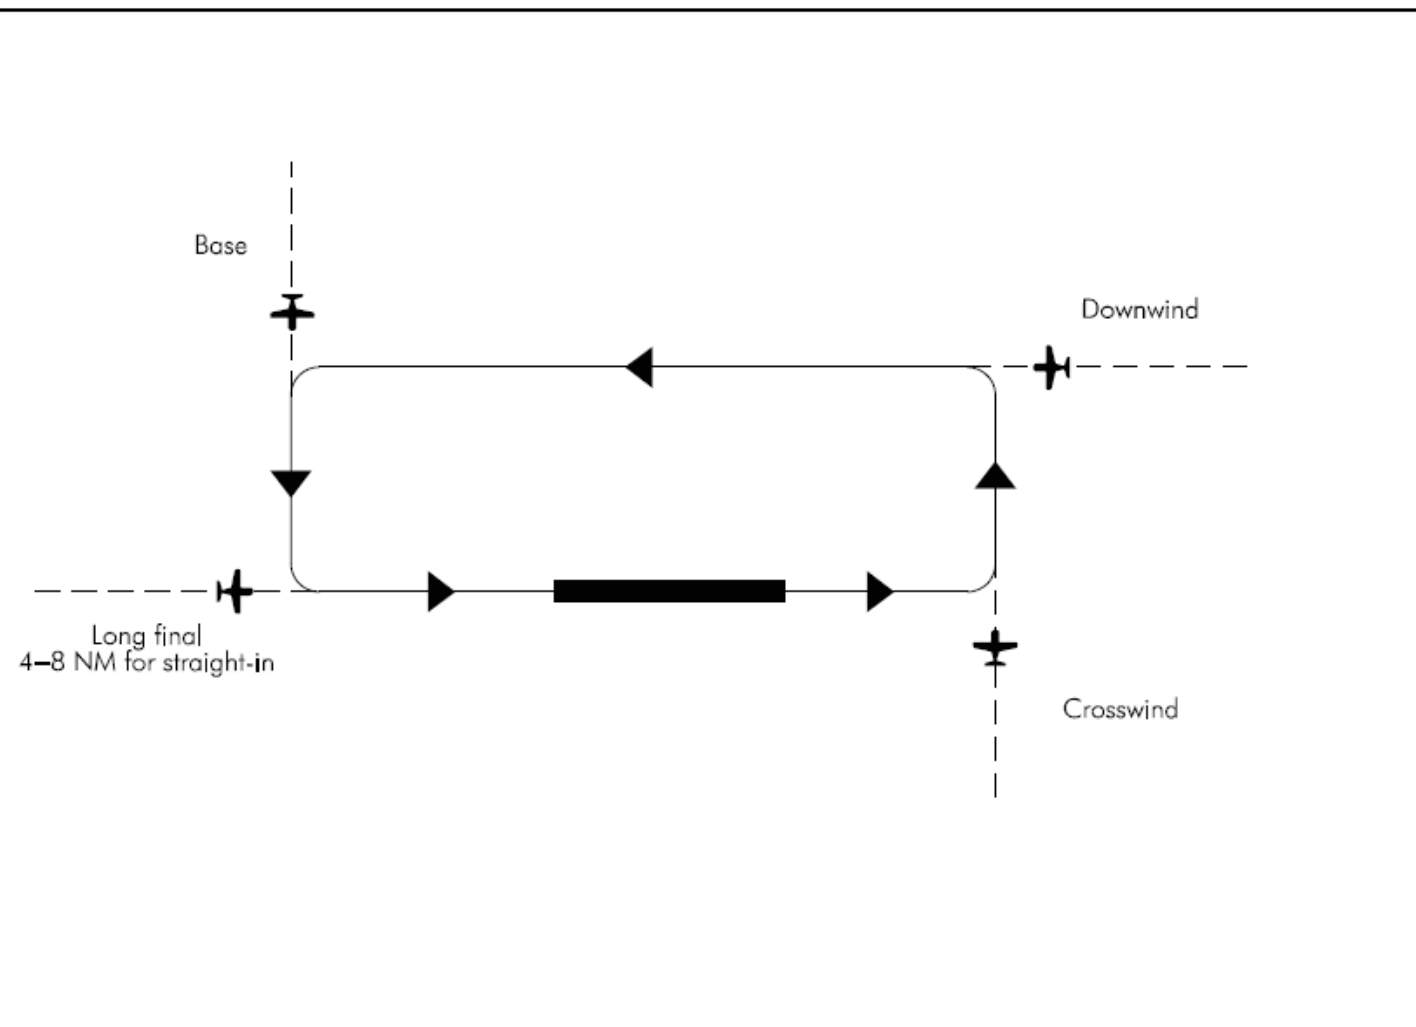 Base
Downwind
Long final
4–8 NM for straight-in
Crosswind